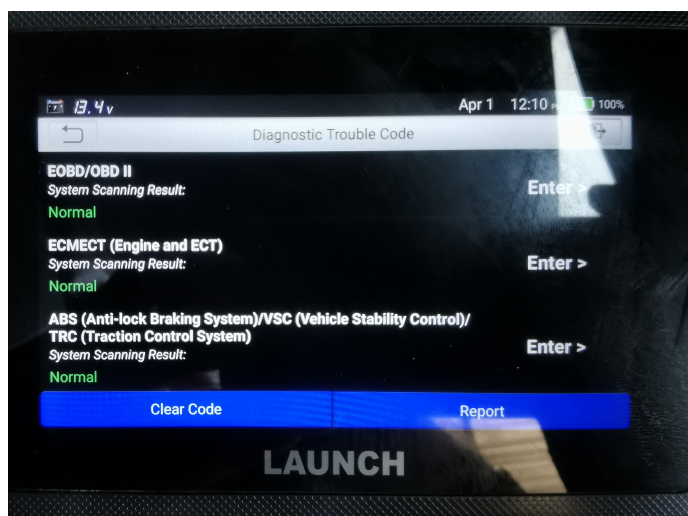 13.4v Apr 1 12:10 100%
Diagnostic Trouble Code
EOBD/OBD II
System Scanning Result:
Enter >
Normal
ECMECT (Engine and ECT)
System Scanning Result:
Enter >
Normal
ABS (Anti-lock Braking System)/VSC (Vehicle Stability Control)/
TRC (Traction Control System)
System Scanning Result:
Enter >
Normal
Clear Code Report
LAUNCH